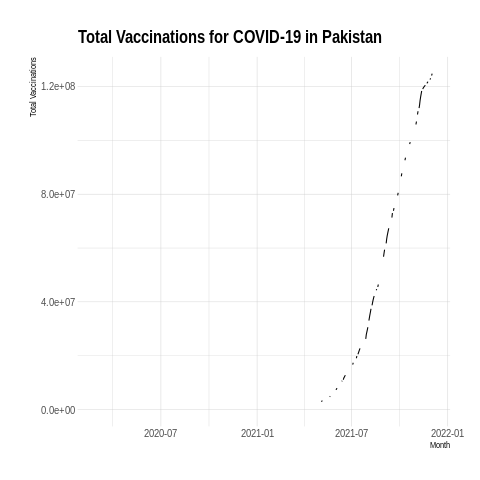 Total Vaccinations for COVID-19 in Pakistan
Total Vaccinations
1.2e+08
8.0e+07
4.0e+07
0.0e+00
2020-07
2021-01
2021-07
2022-01
Month